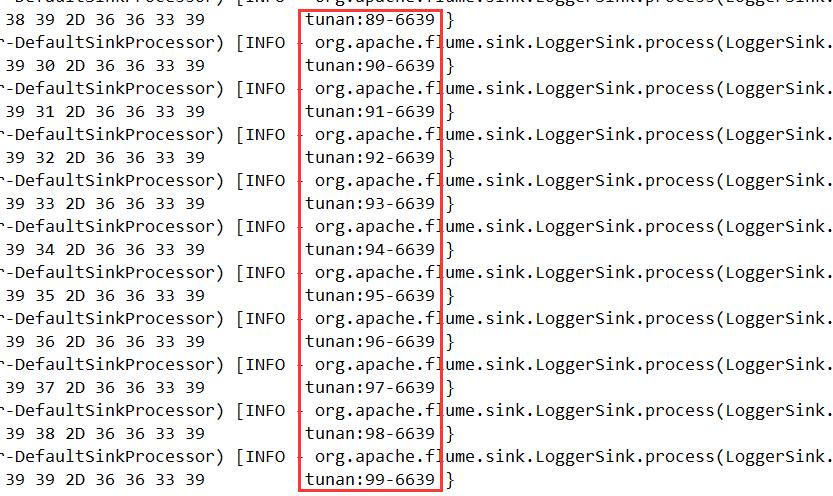 38 39 2D 36 36 33 39 tunan:89-6639 }
r-DefaultSinkProcessor) [INFO - org.apache.flume.sink.LoggerSink.process(LoggerSink.
39 30 2D 36 36 33 39 tunan:90-6639 }
r-DefaultSinkProcessor) [INFO - org.apache.flume.sink.LoggerSink.process(LoggerSink.
39 31 2D 36 36 33 39 tunan:91-6639 }
r-DefaultSinkProcessor) [INFO - org.apache.flume.sink.LoggerSink.process(LoggerSink.
39 32 2D 36 36 33 39 tunan:92-6639 }
r-DefaultSinkProcessor) [INFO - org.apache.flume.sink.LoggerSink.process(LoggerSink.
39 33 2D 36 36 33 39 tunan:93-6639 }
r-DefaultSinkProcessor) [INFO - org.apache.flume.sink.LoggerSink.process(LoggerSink.
39 34 2D 36 36 33 39 tunan:94-6639 }
r-DefaultSinkProcessor) [INFO - org.apache.flume.sink.LoggerSink.process(LoggerSink.
39 35 2D 36 36 33 39 tunan:95-6639 }
r-DefaultSinkProcessor) [INFO - org.apache.flume.sink.LoggerSink.process(LoggerSink.
39 36 2D 36 36 33 39 tunan:96-6639 }
r-DefaultSinkProcessor) [INFO - org.apache.flume.sink.LoggerSink.process(LoggerSink.
39 37 2D 36 36 33 39 tunan:97-6639 }
r-DefaultSinkProcessor) [INFO - org.apache.flume.sink.LoggerSink.process(LoggerSink.
39 38 2D 36 36 33 39 tunan:98-6639 }
r-DefaultSinkProcessor) [INFO - org.apache.flume.sink.LoggerSink.process(LoggerSink.
39 39 2D 36 36 33 39 tunan:99-6639 }